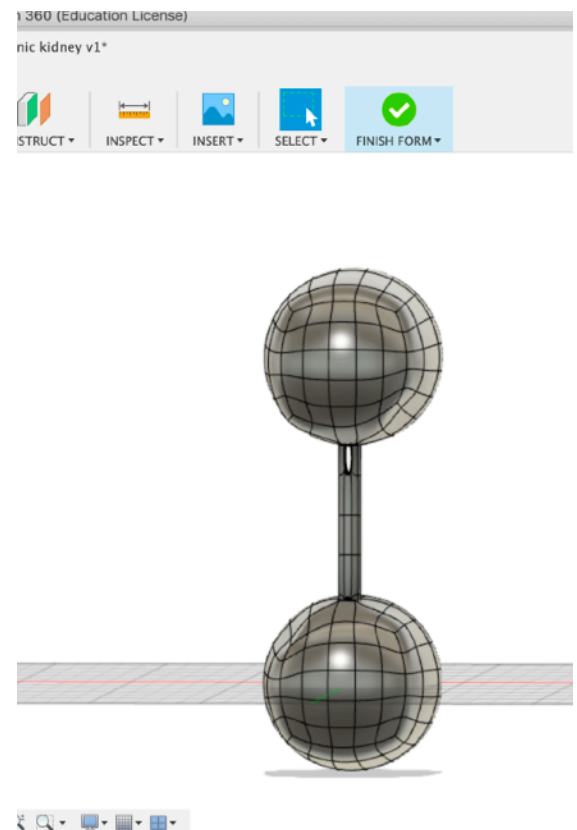 n 360 (Education License)
nic kidney v1*
STRUCT ▾ INSPECT ▾ INSERT ▾ SELECT ▾ FINISH FORM ▾